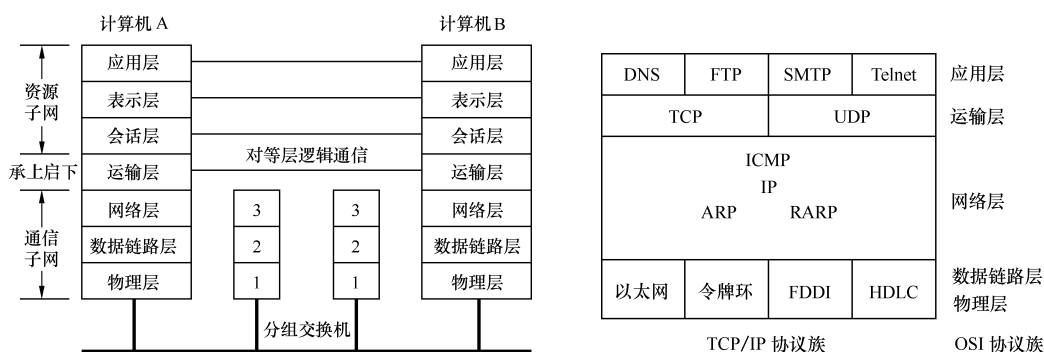 计算机 A
计算机 B
资源
子网
承上启下
通信
子网
应用层
表示层
会话层
运输层
网络层
数据链路层
物理层
对等层逻辑通信
3
2
1
3
2
1
分组交换机
应用层
表示层
会话层
运输层
网络层
数据链路层
物理层
DNS FTP SMTP Telnet 应用层
TCP UDP 运输层
ICMP
IP
ARP RARP
网络层
以太网 令牌环 FDDI HDLC
数据链路层
物理层
TCP/IP 协议族 OSI 协议族